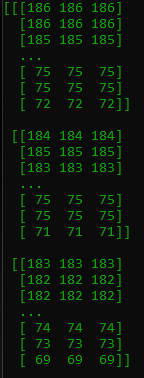 [[[186 186 186]
[186 186 186]
[185 185 185]
...
[ 75 75 75]
[ 75 75 75]
[ 72 72 72]]
[[184 184 184]
[185 185 185]
[183 183 183]
...
[ 75 75 75]
[ 75 75 75]
[ 71 71 71]]
[[183 183 183]
[182 182 182]
[182 182 182]
...
[ 74 74 74]
[ 73 73 73]
[ 69 69 69]]